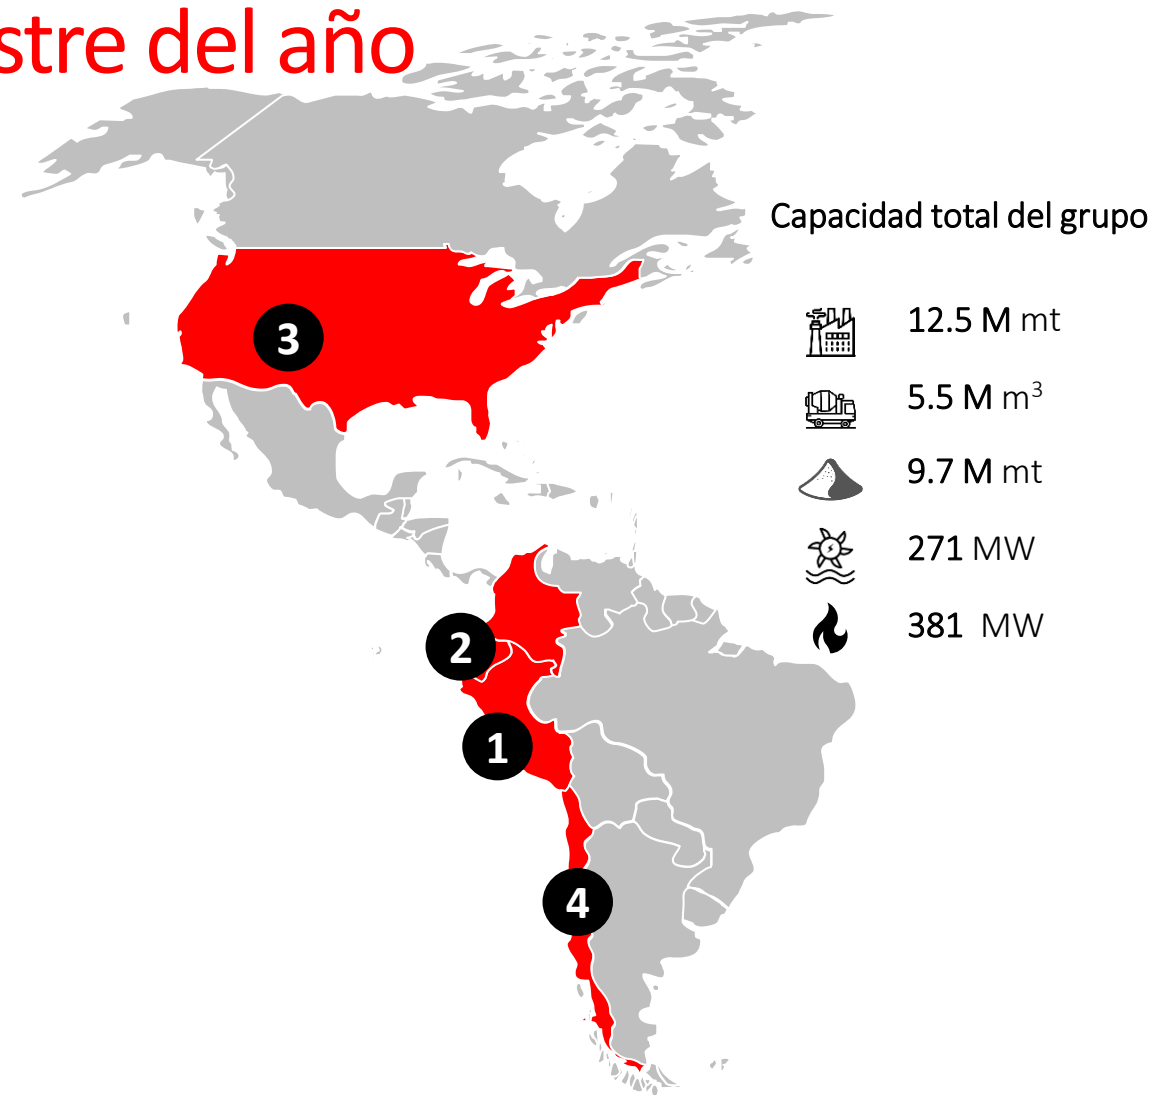 stre del año
Capacidad total del grupo
12.5 M mt
5.5 M m³
9.7 M mt
271 MW
381 MW
3
2
1
4